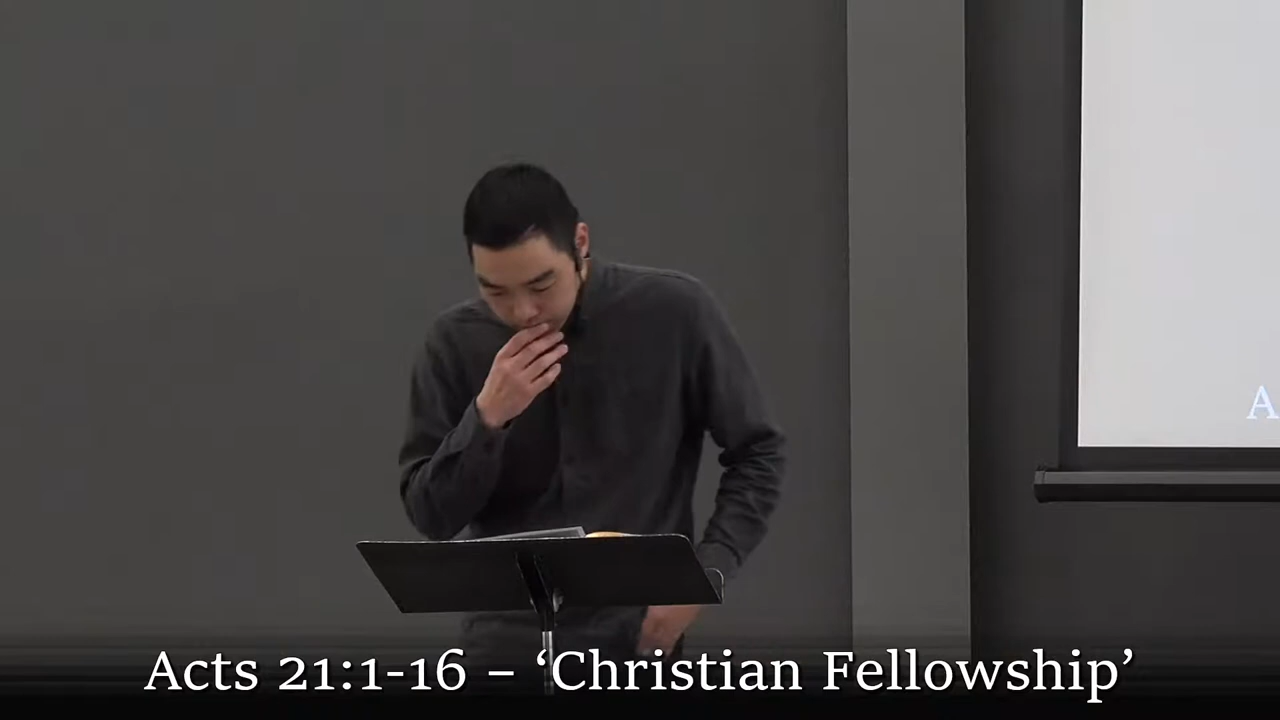 A
Acts 21:1-16 – ‘Christian Fellowship’